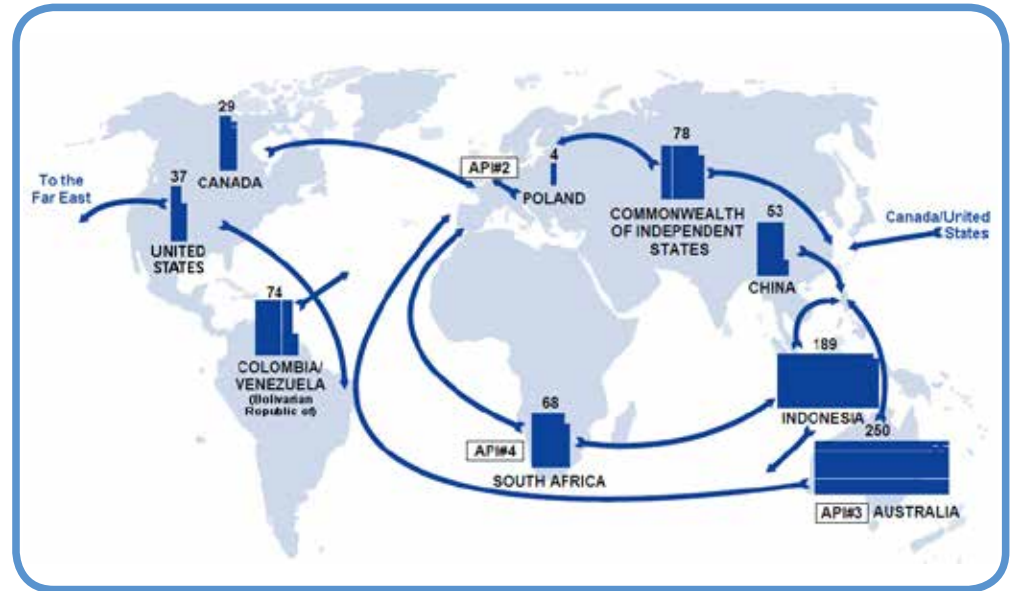 29
CANADA
To the
Far East
37
UNITED
STATES
74
COLOMBIA/
VENEZUELA
(Bolivarian
Republic of)
API#2
4
POLAND
78
COMMONWEALTH
OF INDEPENDENT
STATES
53
CHINA
Canada/United
States
189
INDONESIA
68
API#4
SOUTH AFRICA
250
API#3
AUSTRALIA